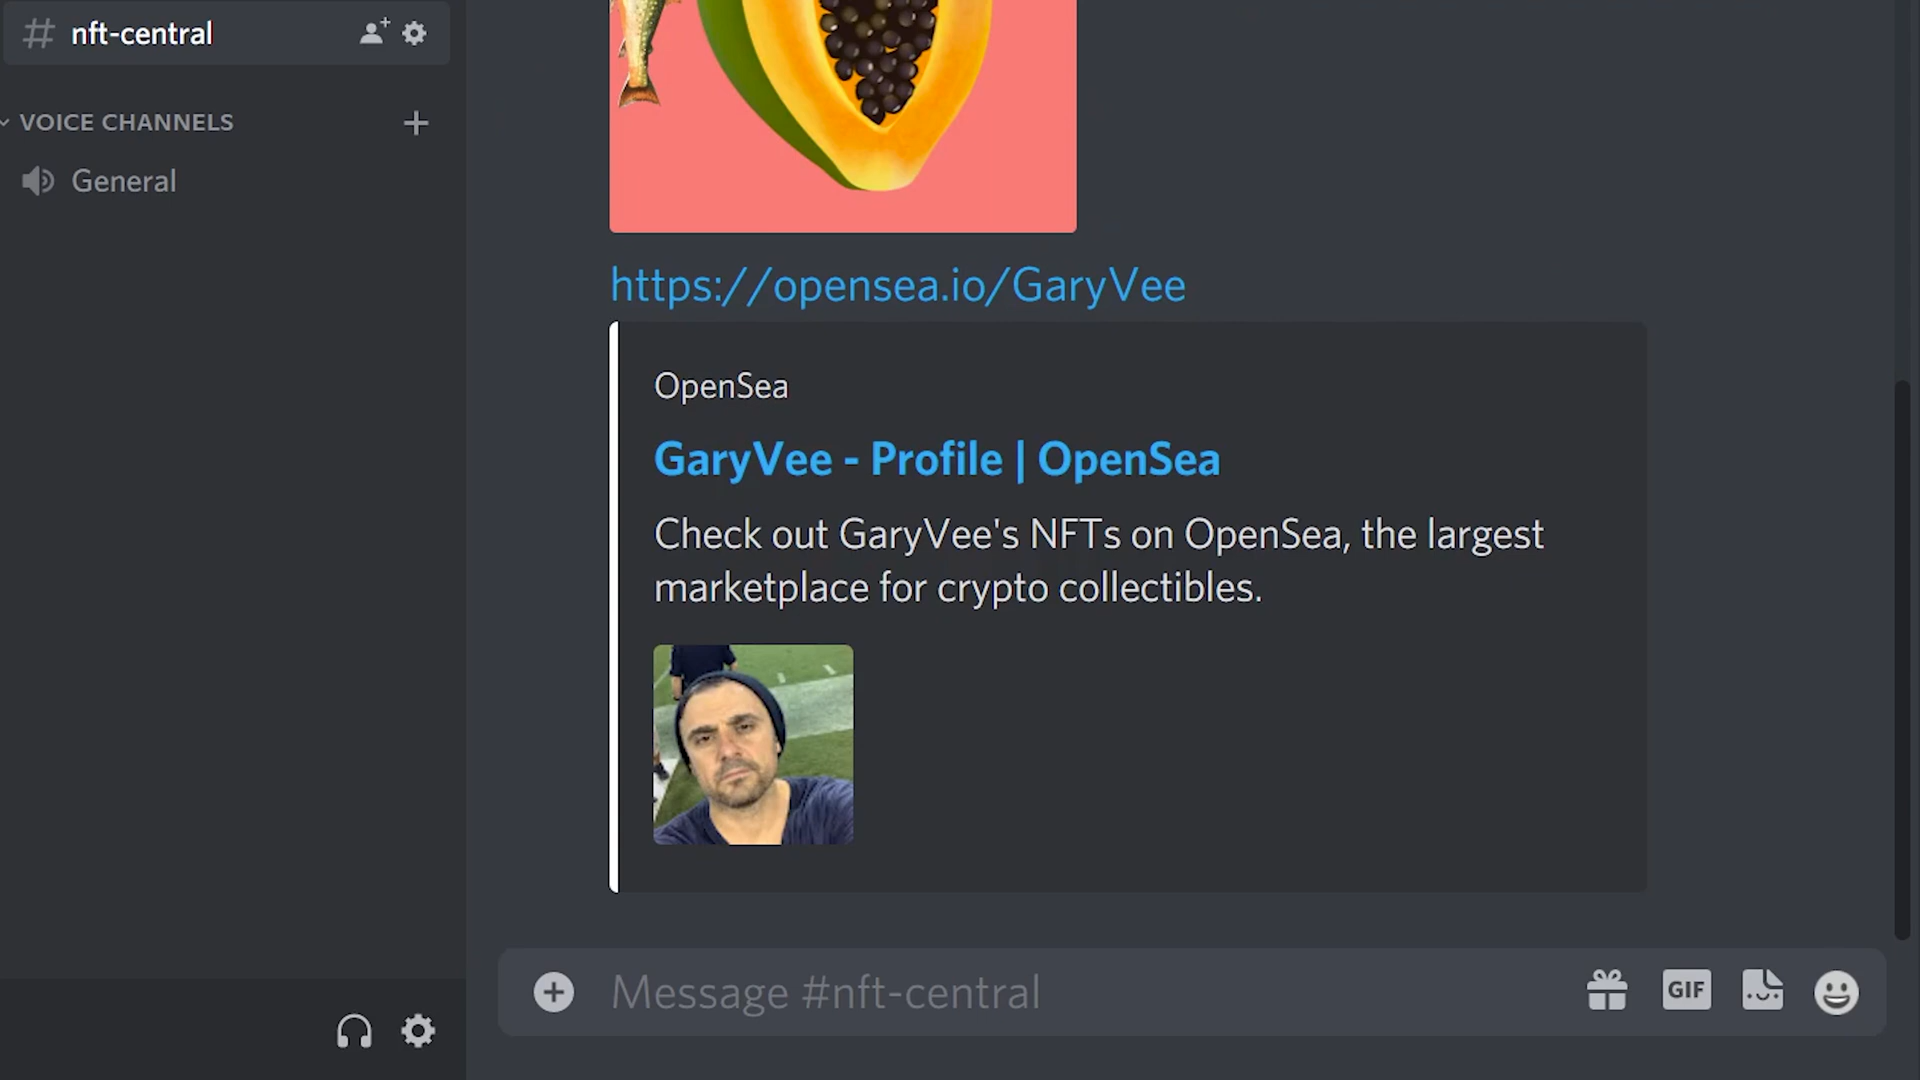 # nft-central
VOICE CHANNELS
General
https://opensea.io/GaryVee
OpenSea
GaryVee - Profile | OpenSea
Check out GaryVee's NFTs on OpenSea, the largest
marketplace for crypto collectibles.
Message #nft-central
GIF